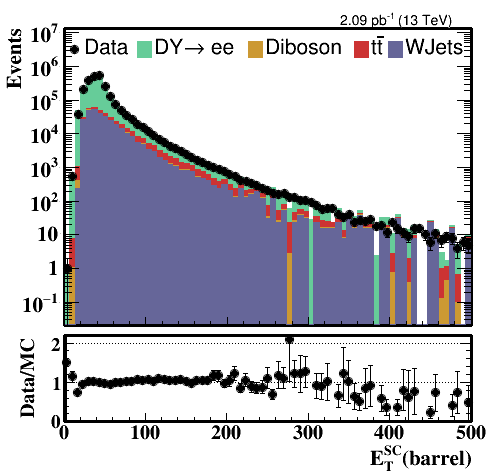 2.09 pb⁻¹ (13 TeV)
Events
10⁷
10⁶
10⁵
10⁴
10³
10²
10
1
10⁻¹
Data DY→ ee Diboson tt̄ WJets
Data/MC
2
1
0
0 100 200 300 400 500
E_T^SC(barrel)